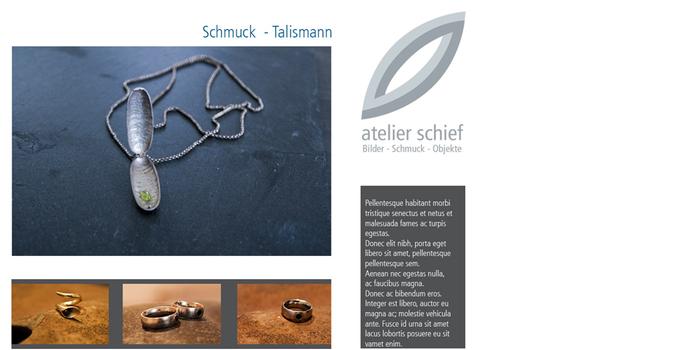 Schmuck - Talismann
atelier schief
Bilder - Schmuck - Objekte
Pellentesque habitant morbi
tristique senectus et netus et
malesuada fames ac turpis
egestas.
Donec elit nibh, porta eget
libero sit amet, pellentesque
pellentesque sem.
Aenean nec egestas nulla,
ac faucibus magna.
Donec ac bibendum eros.
Integer est libero, auctor eu
magna ac; molestie vehicula
ante. Fusce id urna sit amet
lacus lobortis posuere eu sit
vamet enim.